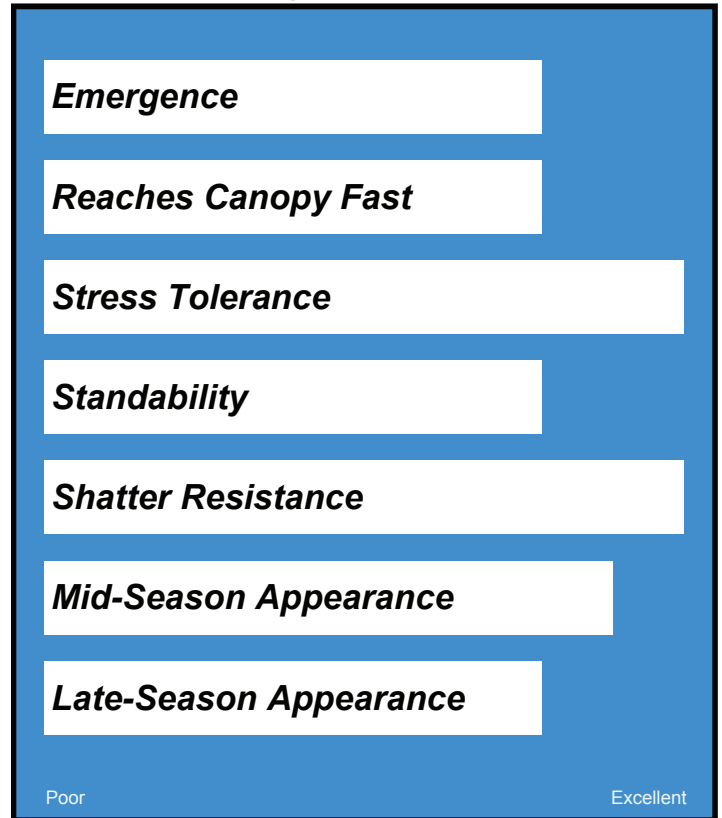 Emergence
Reaches Canopy Fast
Stress Tolerance
Standability
Shatter Resistance
Mid-Season Appearance
Late-Season Appearance
Poor Excellent